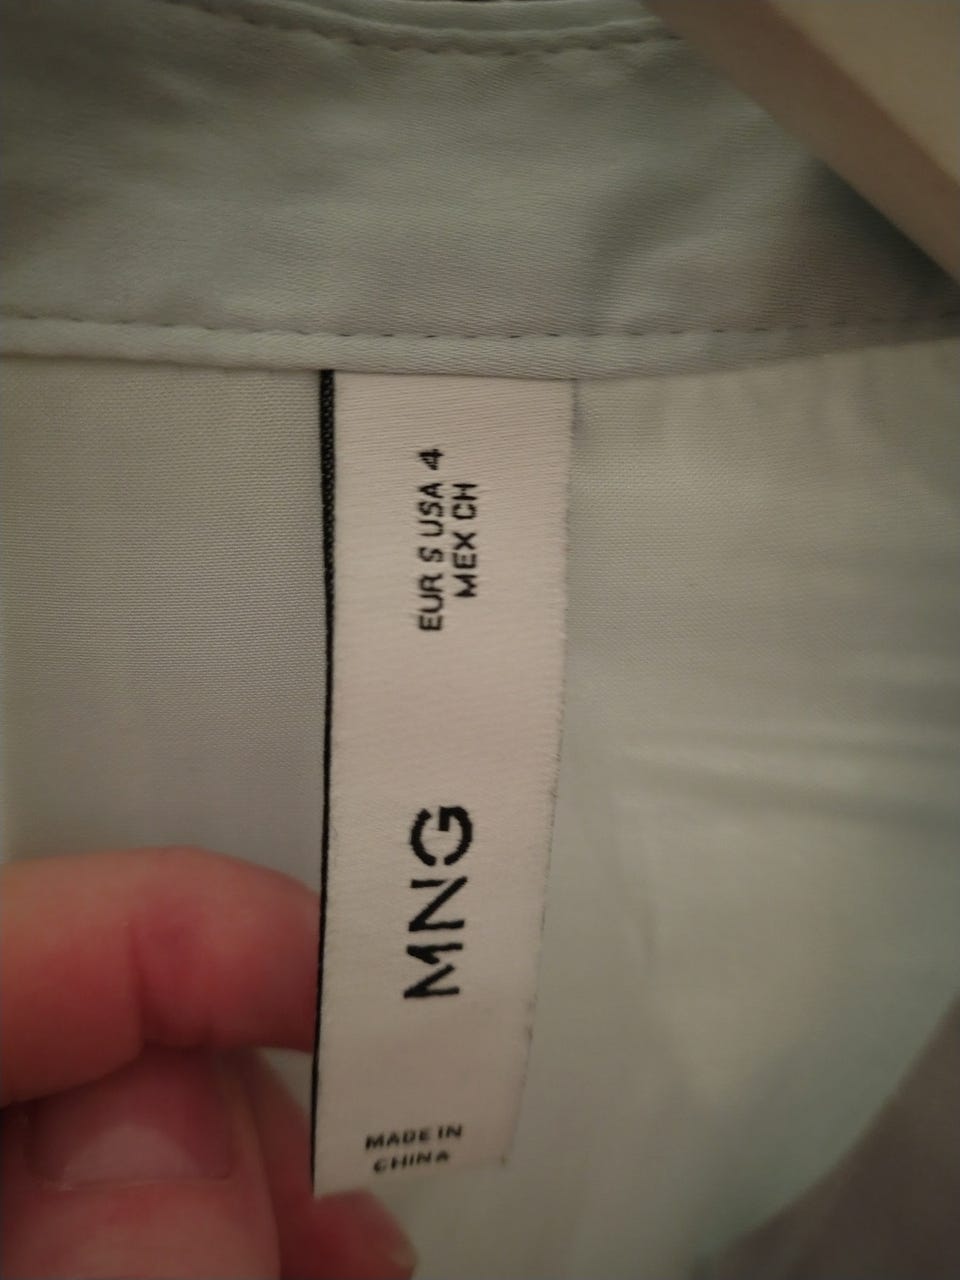 EUR S USA 4
MEX CH
MNG
MADE IN
CHINA